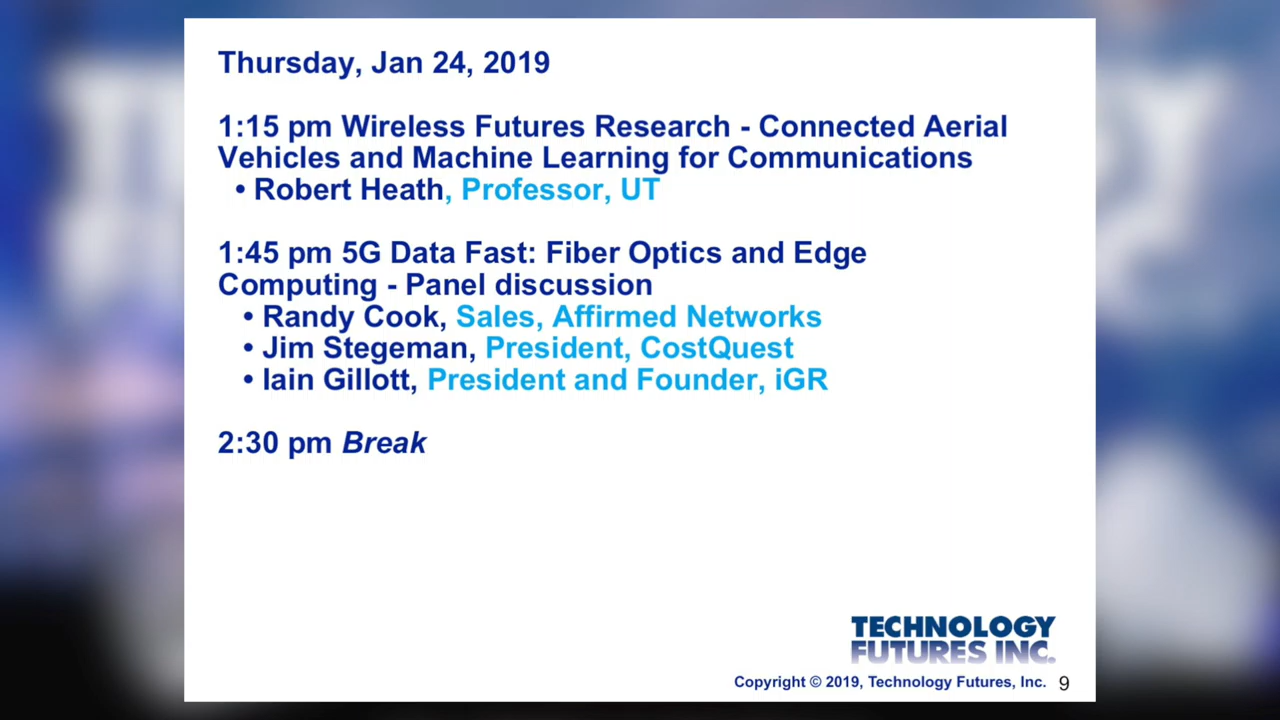 Thursday, Jan 24, 2019
1:15 pm Wireless Futures Research - Connected Aerial
Vehicles and Machine Learning for Communications
• Robert Heath, Professor, UT
1:45 pm 5G Data Fast: Fiber Optics and Edge
Computing - Panel discussion
• Randy Cook, Sales, Affirmed Networks
• Jim Stegeman, President, CostQuest
• Iain Gillott, President and Founder, iGR
2:30 pm Break
TECHNOLOGY
FUTURES INC.
Copyright © 2019, Technology Futures, Inc. 9